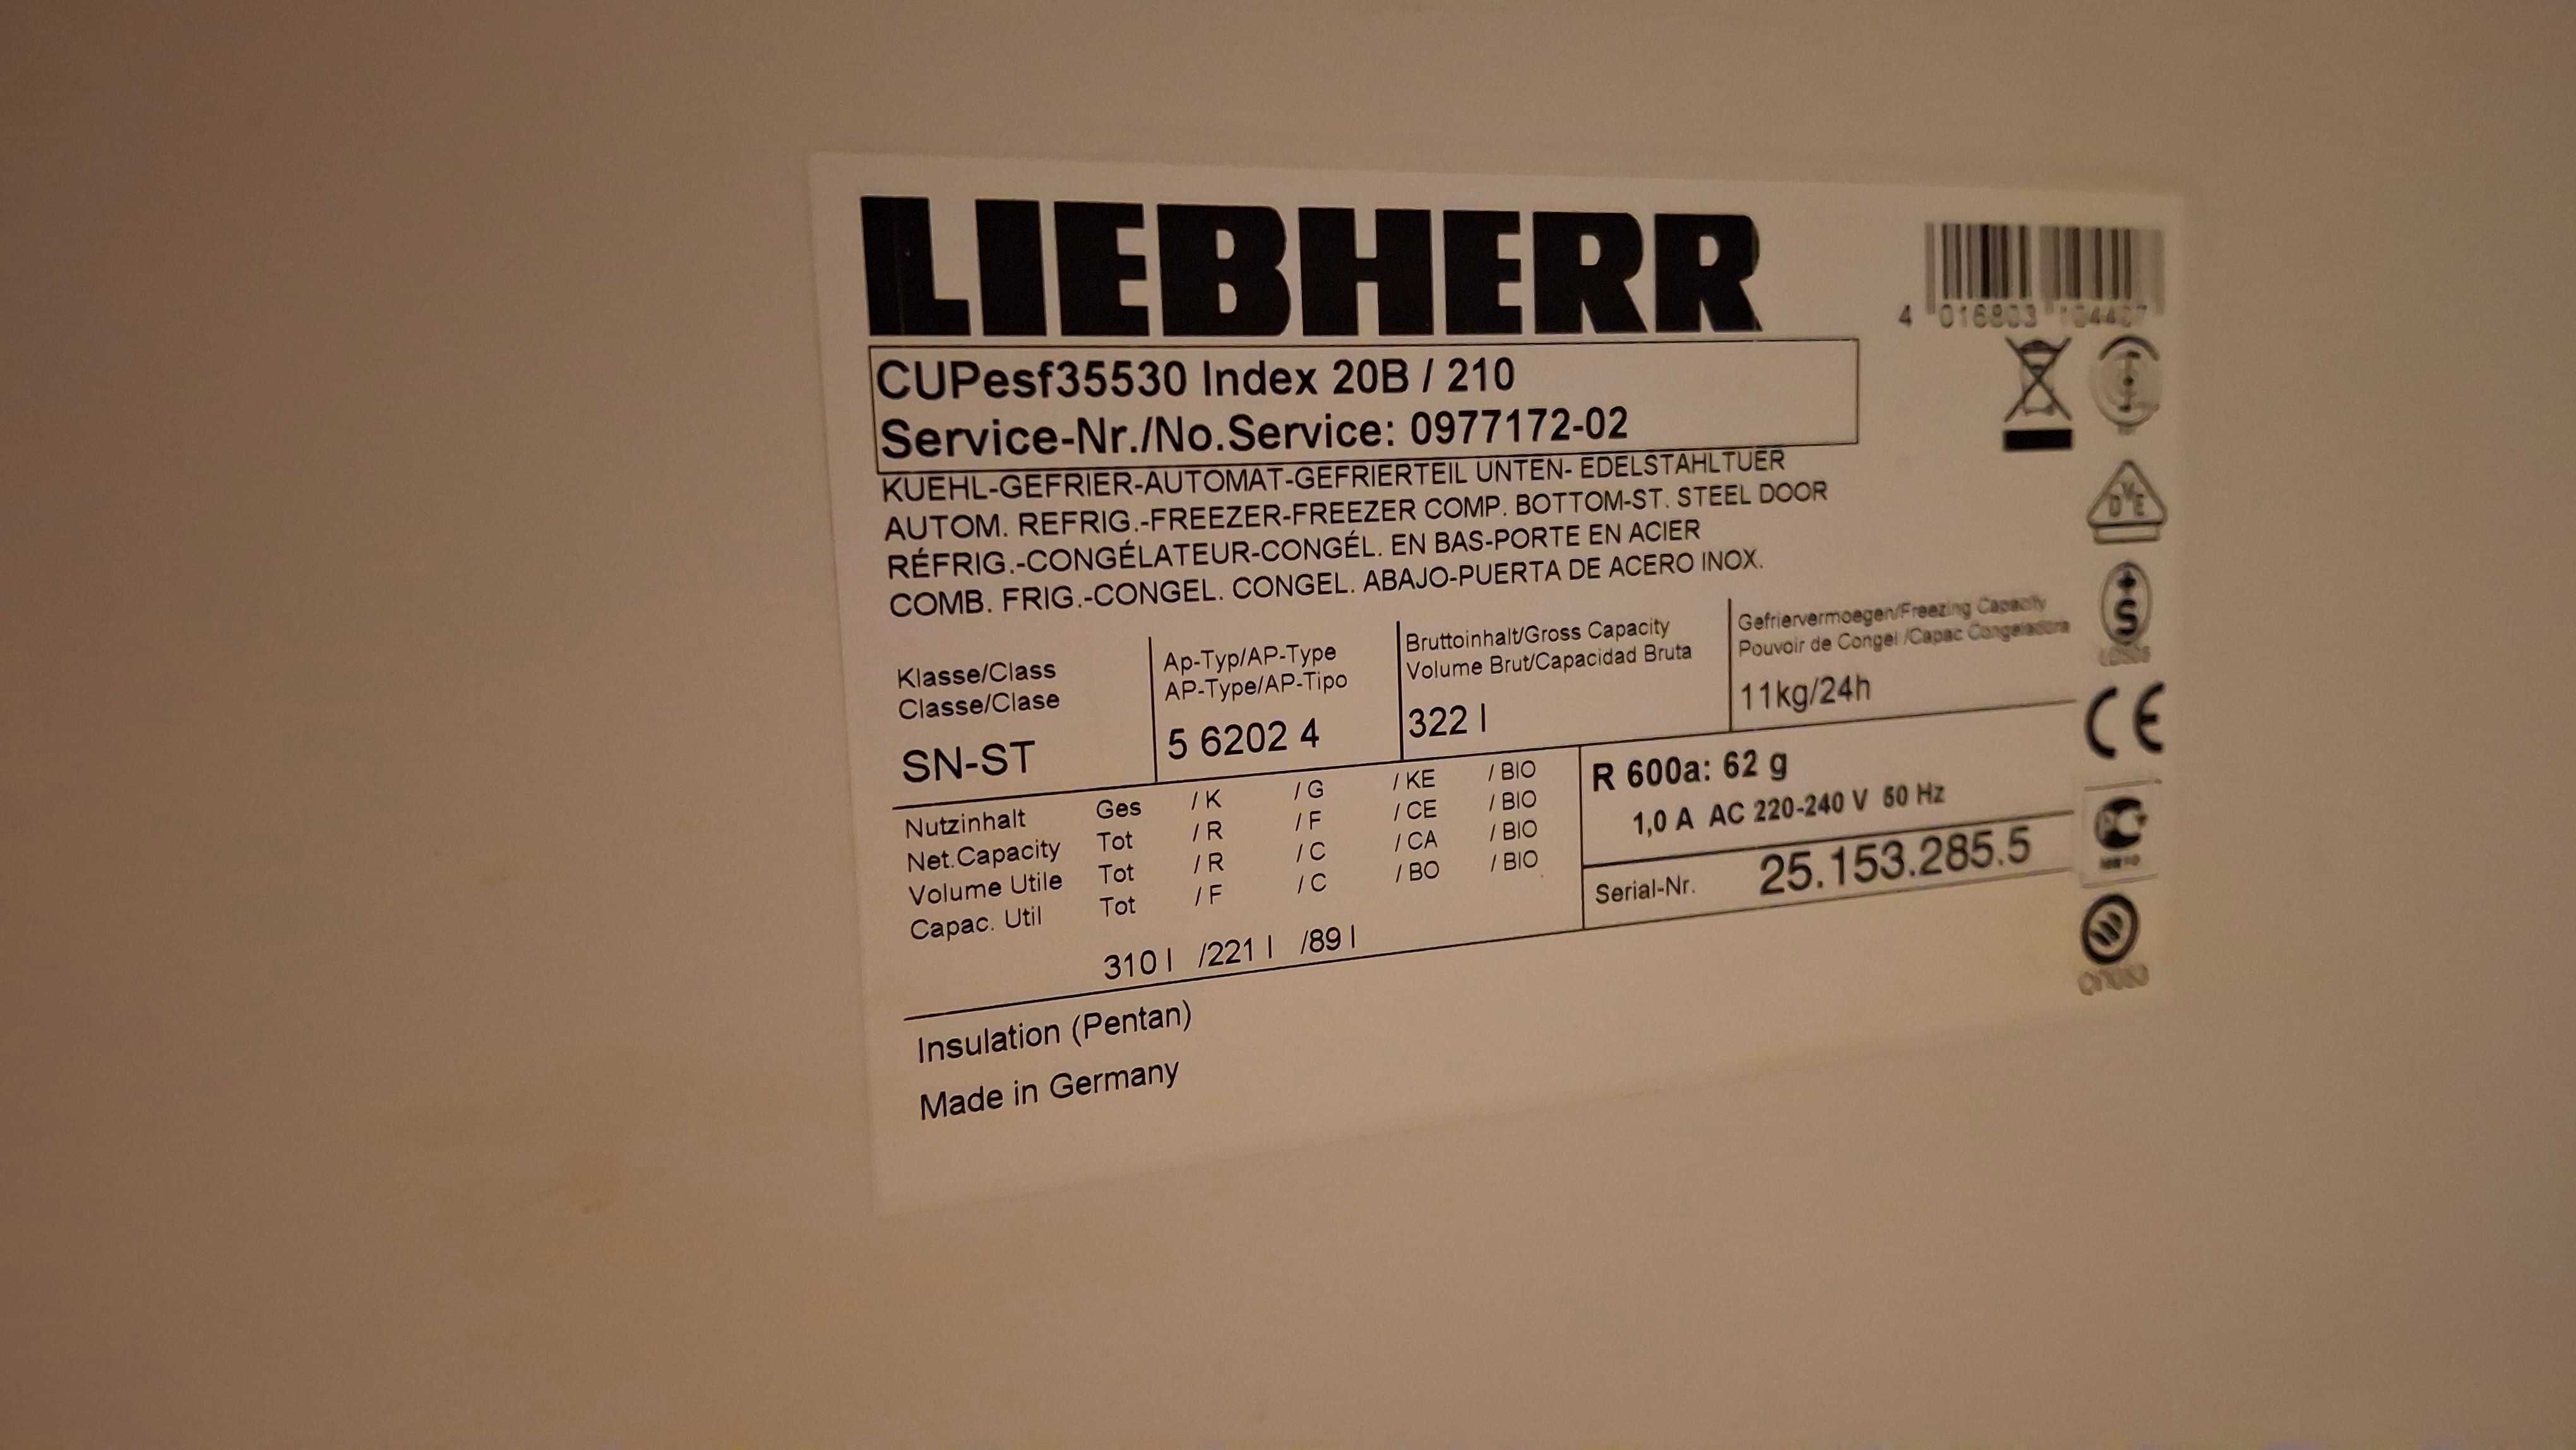 LIEBHERR
CUPesf35530 Index 20B / 210
Service-Nr./No.Service: 0977172-02
KUEHL-GEFRIER-AUTOMAT-GEFRIERTEIL UNTEN- EDELSTAHLTUER
AUTOM. REFRIG.-FREEZER-FREEZER COMP. BOTTOM-ST. STEEL DOOR
RÉFRIG.-CONGÉLATEUR-CONGÉL. EN BAS-PORTE EN ACIER
COMB. FRIG.-CONGEL. CONGEL. ABAJO-PUERTA DE ACERO INOX.
Klasse/Class
Classe/Clase
SN-ST
Ap-Typ/AP-Type
AP-Type/AP-Tipo
5 6202 4
Bruttoinhalt/Gross Capacity
Volume Brut/Capacidad Bruta
322 l
Gefriervermoegen/Freezing Capacity
Pouvoir de Congel /Capac Congeladora
11kg/24h
Nutzinhalt Ges / K / G / KE / BIO
Net.Capacity Tot / R / F / CE / BIO
Volume Utile Tot / R / C / CA / BIO
Capac. Util Tot / F / C / BO / BIO
310 l /221 l /89 l
R 600a: 62 g
1,0 A AC 220-240 V 50 Hz
Serial-Nr. 25.153.285.5
Insulation (Pentan)
Made in Germany
DVE
S
CE